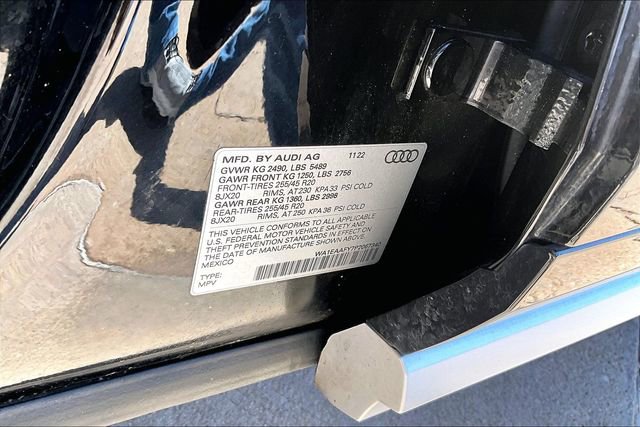 MFD. BY AUDI AG 11 22
GVWR KG 2490, LBS 5489
GAWR FRONT KG 1250, LBS 2756
FRONT-TIRES 255/45 R20
8JX20 RIMS, AT 230 KPA 33 PSI COLD
GAWR REAR KG 1360, LBS 2998
REAR-TIRES 255/45 R20
8JX20 RIMS, AT 250 KPA 36 PSI COLD
THIS VEHICLE CONFORMS TO ALL APPLICABLE
U.S. FEDERAL MOTOR VEHICLE SAFETY AND
THEFT PREVENTION STANDARDS IN EFFECT ON
THE DATE OF MANUFACTURE SHOWN ABOVE.
MEXICO
TYPE:
MPV